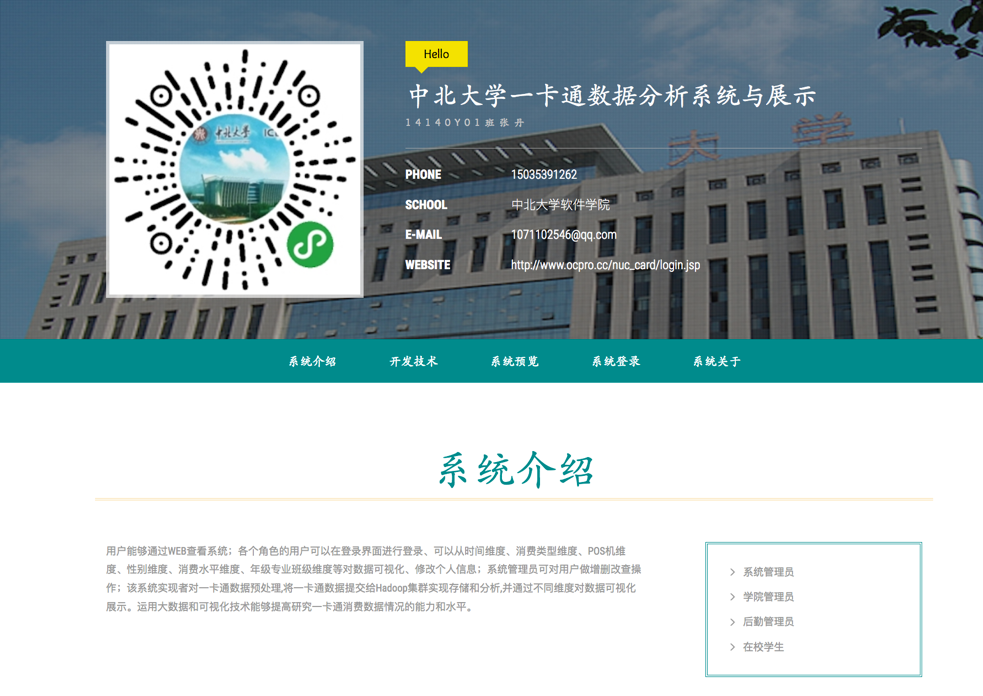 Hello
中北大学一卡通数据分析系统与展示
14140Y01班张丹
大学
中北大学
PHONE 15035391262
SCHOOL 中北大学软件学院
E-MAIL 1071102546@qq.com
WEBSITE http://www.ocpro.cc/nuc_card/login.jsp
系统介绍 开发技术 系统预览 系统登录 系统关于
系统介绍
用户能够通过WEB查看系统；各个角色的用户可以在登录界面进行登录、可以从时间维度、消费类型维度、POS机维
度、性别维度、消费水平维度、年级专业班级维度等对数据可视化、修改个人信息；系统管理员可对用户做增删改查操
作；该系统实现者对一卡通数据预处理,将一卡通数据提交给Hadoop集群实现存储和分析,并通过不同维度对数据可视化
展示。运用大数据和可视化技术能够提高研究一卡通消费数据情况的能力和水平。
系统管理员
学院管理员
后勤管理员
在校学生